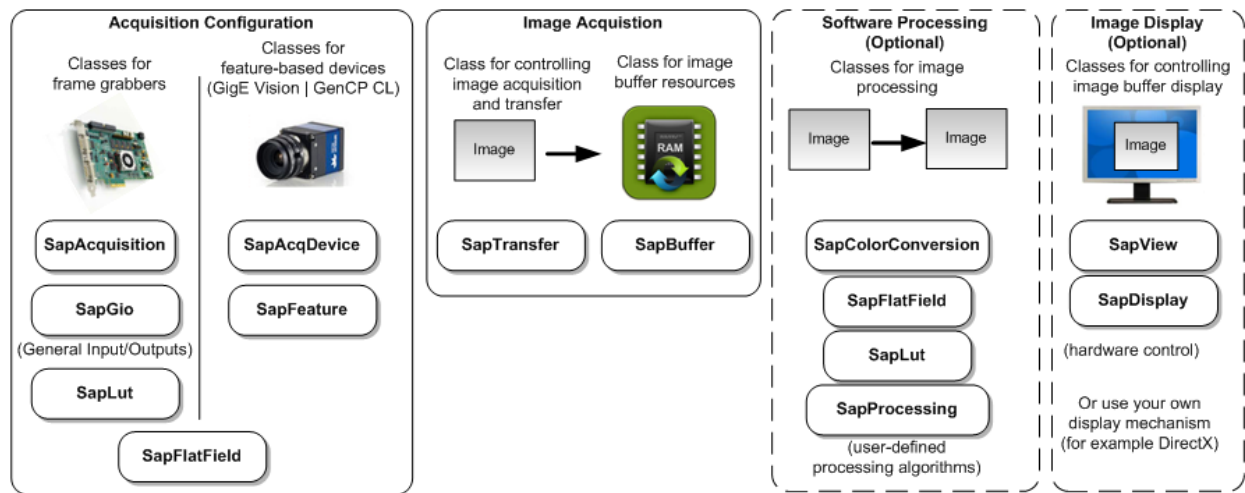 Acquisition Configuration
Classes for
frame grabbers
Classes for
feature-based devices
(GigE Vision | GenCP CL)
SapAcquisition
SapGio
(General Input/Outputs)
SapLut
SapAcqDevice
SapFeature
SapFlatField
Image Acquistion
Class for controlling
image acquisition
and transfer
Class for image
buffer resources
Image
RAM
SapTransfer
SapBuffer
Software Processing
(Optional)
Classes for image
processing
Image
Image
SapColorConversion
SapFlatField
SapLut
SapProcessing
(user-defined
processing algorithms)
Image Display
(Optional)
Classes for controlling
image buffer display
Image
SapView
SapDisplay
(hardware control)
Or use your own
display mechanism
(for example DirectX)